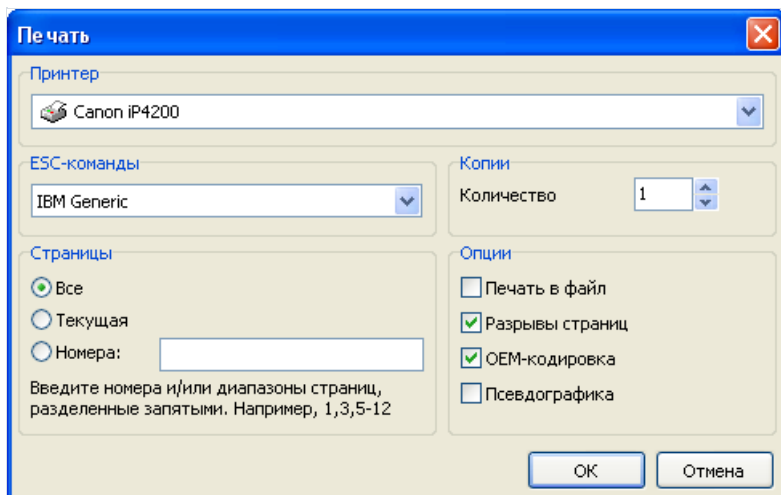 Печать
Принтер
Canon iP4200
ESC-команды
IBM Generic
Копии
Количество
1
Страницы
Все
Текущая
Номера:
Введите номера и/или диапазоны страниц,
разделенные запятыми. Например, 1,3,5-12
Опции
Печать в файл
Разрывы страниц
OEM-кодировка
Псевдографика
OK
Отмена